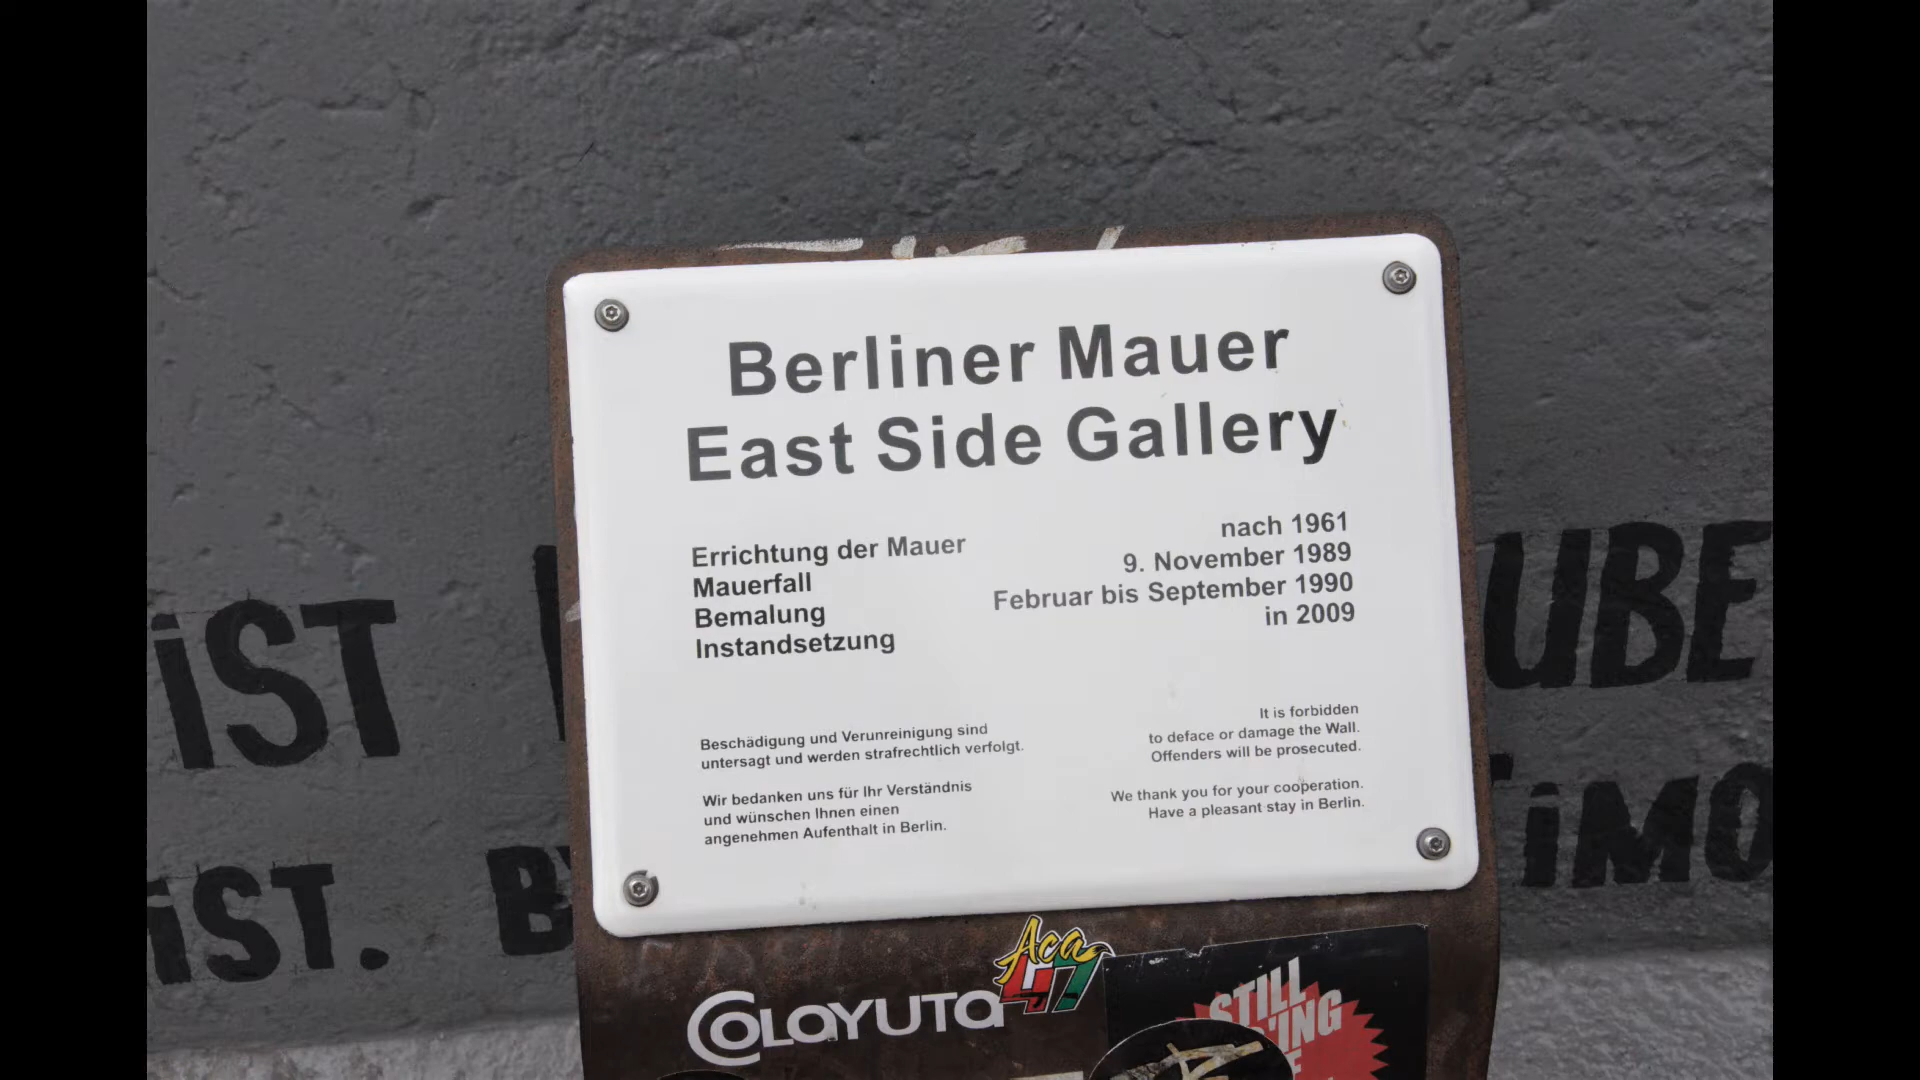 Berliner Mauer
East Side Gallery
Errichtung der Mauer nach 1961
Mauerfall 9. November 1989
Bemalung Februar bis September 1990
Instandsetzung in 2009
Beschädigung und Verunreinigung sind
untersagt und werden strafrechtlich verfolgt.
Wir bedanken uns für Ihr Verständnis
und wünschen Ihnen einen
angenehmen Aufenthalt in Berlin.
It is forbidden
to deface or damage the Wall.
Offenders will be prosecuted.
We thank you for your cooperation.
Have a pleasant stay in Berlin.
iST
UBE
iST. B
iMO
Aca
47
COLAYUTA
STILL
'ING